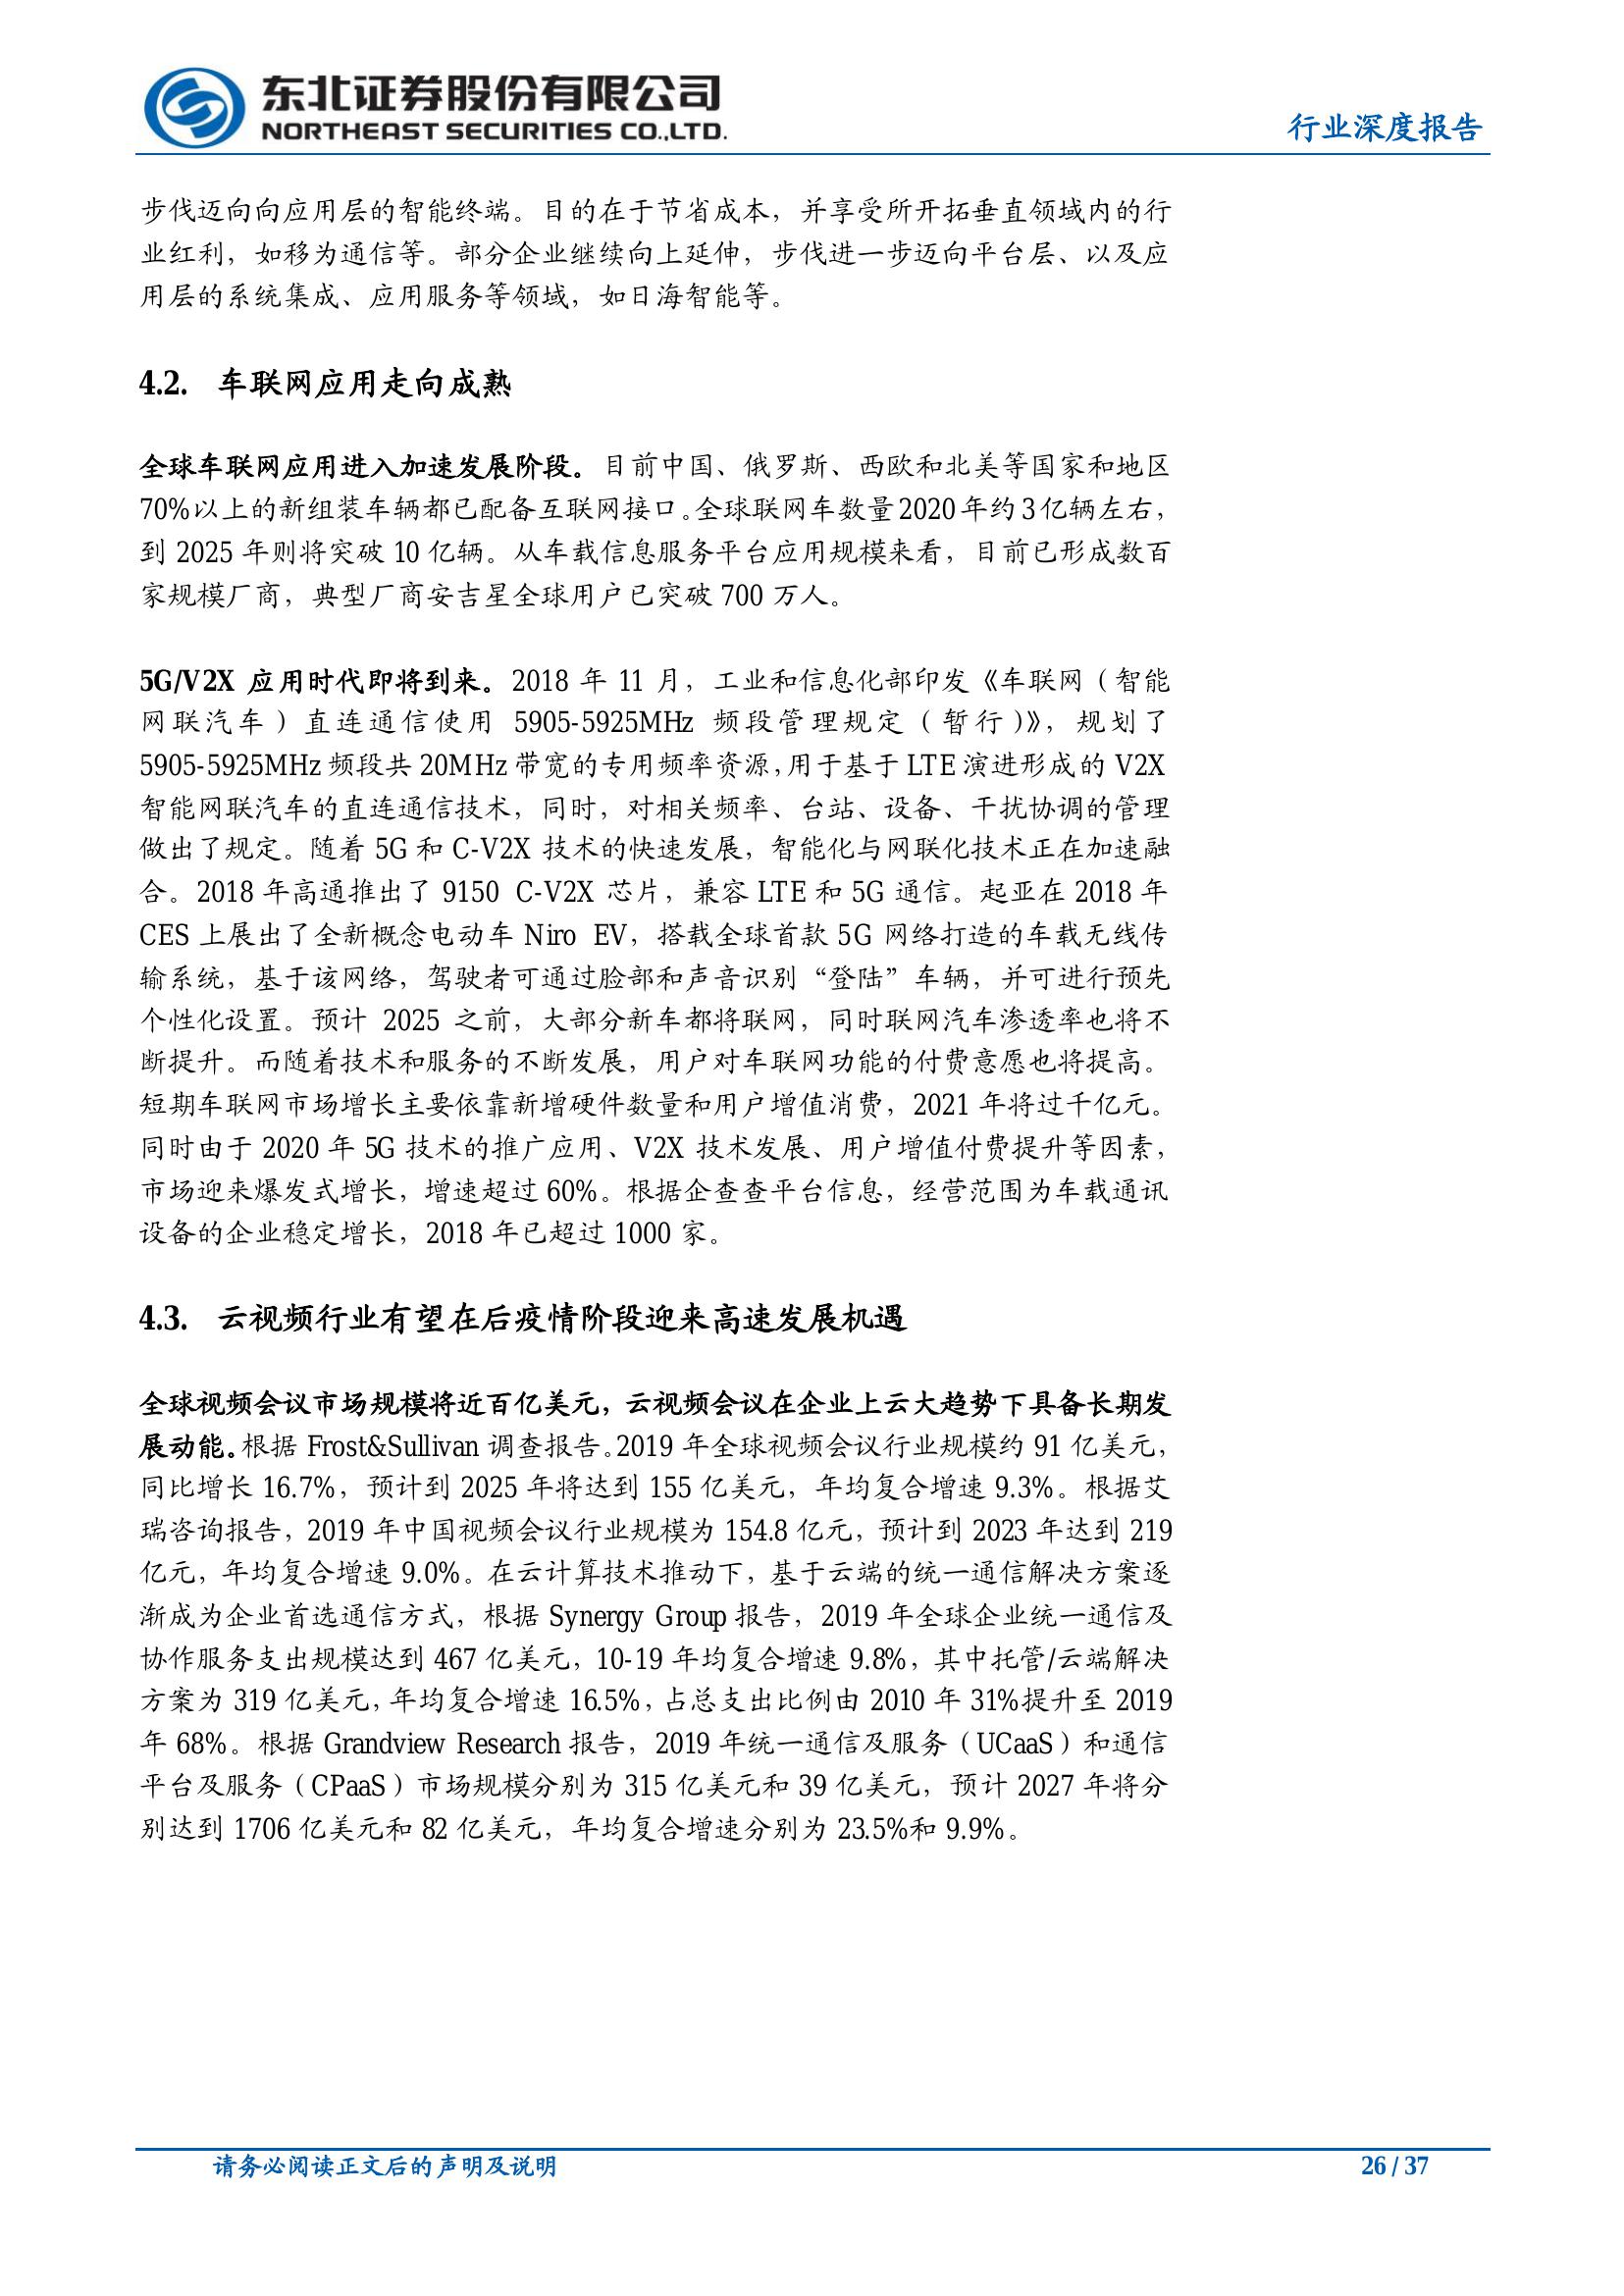 东北证券股份有限公司
NORTHEAST SECURITIES CO.,LTD.
行业深度报告
步伐迈向向应用层的智能终端。目的在于节省成本，并享受所开拓垂直领域内的行
业红利，如移为通信等。部分企业继续向上延伸，步伐进一步迈向平台层、以及应
用层的系统集成、应用服务等领域，如日海智能等。
4.2. 车联网应用走向成熟
全球车联网应用进入加速发展阶段。目前中国、俄罗斯、西欧和北美等国家和地区
70%以上的新组装车辆都已配备互联网接口。全球联网车数量2020年约3亿辆左右，
到 2025 年则将突破 10 亿辆。从车载信息服务平台应用规模来看，目前已形成数百
家规模厂商，典型厂商安吉星全球用户已突破 700 万人。
5G/V2X 应用时代即将到来。2018 年 11 月，工业和信息化部印发《车联网（智能
网联汽车）直连通信使用 5905-5925MHz 频段管理规定（暂行）》，规划了
5905-5925MHz 频段共 20MHz 带宽的专用频率资源，用于基于 LTE 演进形成的 V2X
智能网联汽车的直连通信技术，同时，对相关频率、台站、设备、干扰协调的管理
做出了规定。随着 5G 和 C-V2X 技术的快速发展，智能化与网联化技术正在加速融
合。2018 年高通推出了 9150 C-V2X 芯片，兼容 LTE 和 5G 通信。起亚在 2018 年
CES 上展出了全新概念电动车 Niro EV，搭载全球首款 5G 网络打造的车载无线传
输系统，基于该网络，驾驶者可通过脸部和声音识别“登陆”车辆，并可进行预先
个性化设置。预计 2025 之前，大部分新车都将联网，同时联网汽车渗透率也将不
断提升。而随着技术和服务的不断发展，用户对车联网功能的付费意愿也将提高。
短期车联网市场增长主要依靠新增硬件数量和用户增值消费，2021 年将过千亿元。
同时由于 2020 年 5G 技术的推广应用、V2X 技术发展、用户增值付费提升等因素，
市场迎来爆发式增长，增速超过 60%。根据企查查平台信息，经营范围为车载通讯
设备的企业稳定增长，2018 年已超过 1000 家。
4.3. 云视频行业有望在后疫情阶段迎来高速发展机遇
全球视频会议市场规模将近百亿美元，云视频会议在企业上云大趋势下具备长期发
展动能。根据 Frost&Sullivan 调查报告。2019 年全球视频会议行业规模约 91 亿美元，
同比增长 16.7%，预计到 2025 年将达到 155 亿美元，年均复合增速 9.3%。根据艾
瑞咨询报告，2019 年中国视频会议行业规模为 154.8 亿元，预计到 2023 年达到 219
亿元，年均复合增速 9.0%。在云计算技术推动下，基于云端的统一通信解决方案逐
渐成为企业首选通信方式，根据 Synergy Group 报告，2019 年全球企业统一通信及
协作服务支出规模达到 467 亿美元，10-19 年均复合增速 9.8%，其中托管/云端解决
方案为 319 亿美元，年均复合增速 16.5%，占总支出比例由 2010 年 31%提升至 2019
年 68%。根据 Grandview Research 报告，2019 年统一通信及服务（UCaaS）和通信
平台及服务（CPaaS）市场规模分别为 315 亿美元和 39 亿美元，预计 2027 年将分
别达到 1706 亿美元和 82 亿美元，年均复合增速分别为 23.5%和 9.9%。
请务必阅读正文后的声明及说明
26 / 37